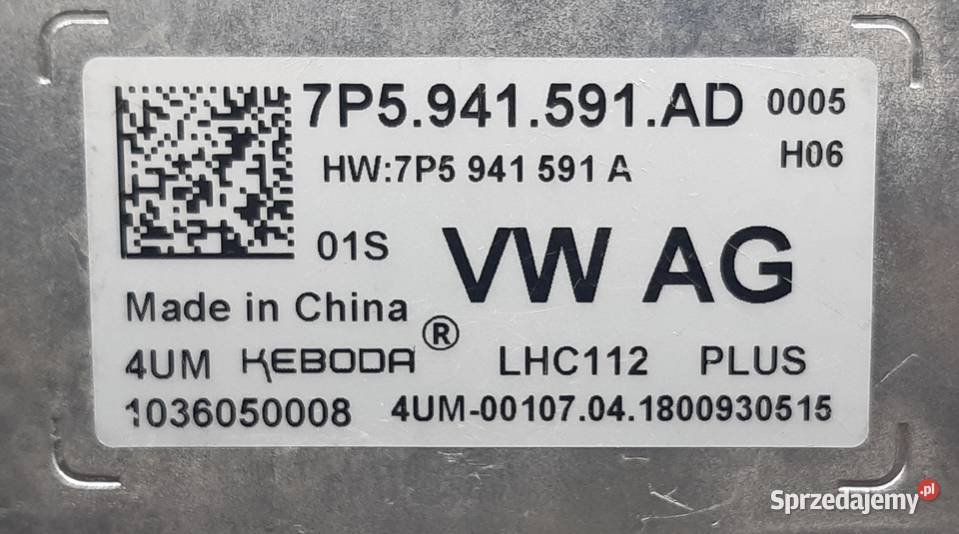 7P5.941.591.AD 0005
HW:7P5 941 591 A H06
01S VW AG
Made in China
4UM KEBODA® LHC112 PLUS
1036050008 4UM-00107.04.1800930515
Sprzedajemy.pl